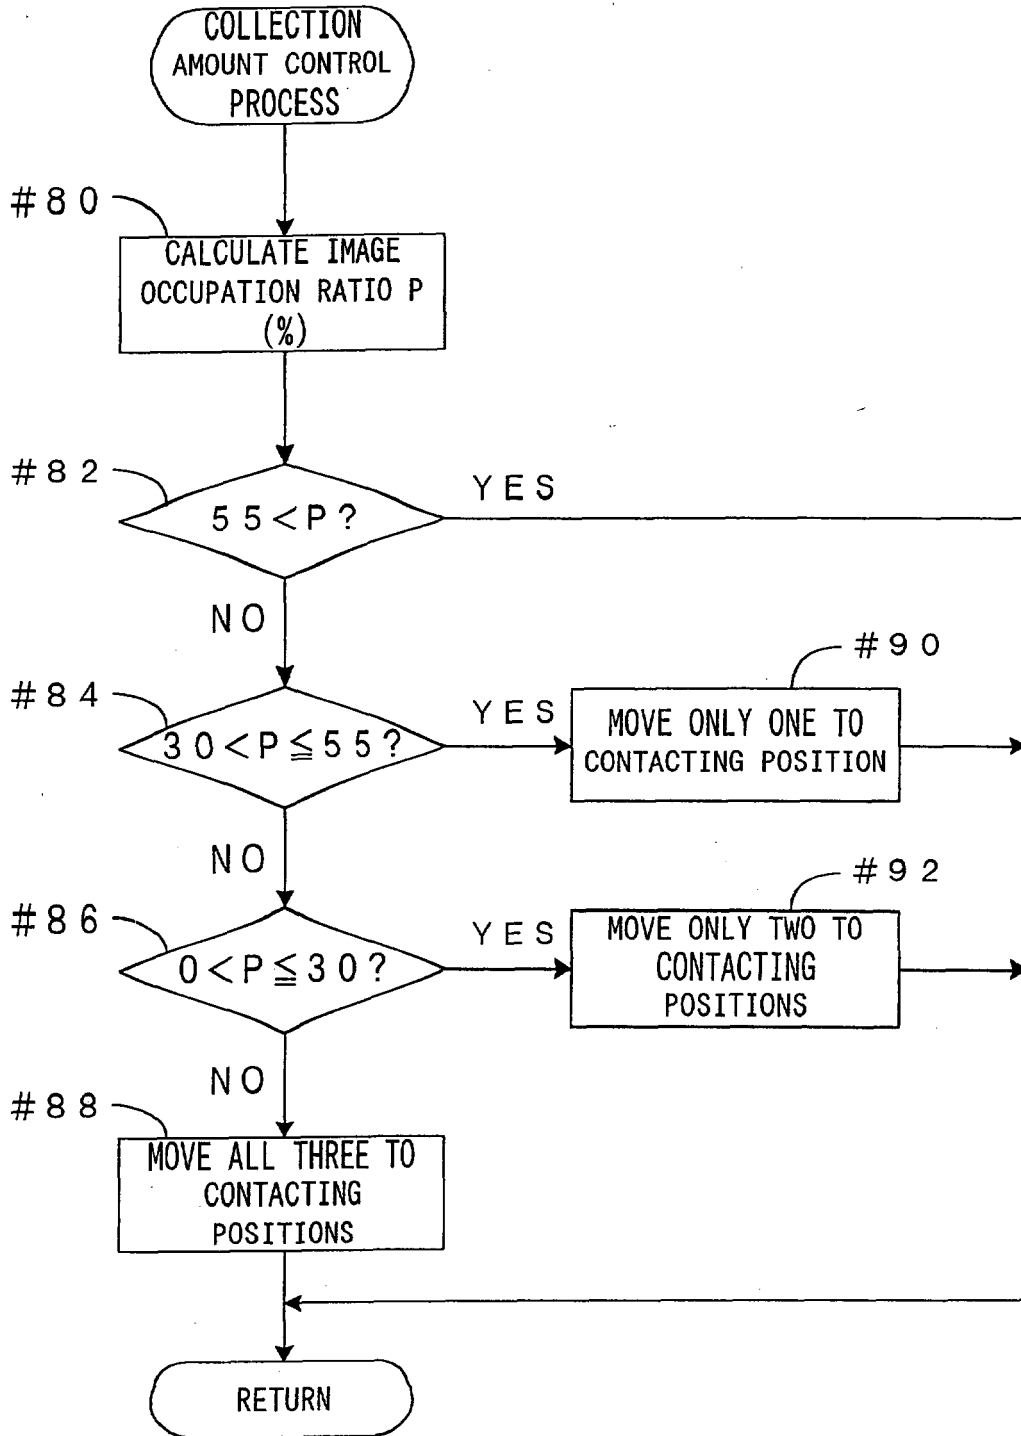 COLLECTION
AMOUNT CONTROL
PROCESS
#80
CALCULATE IMAGE
OCCUPATION RATIO P
(%)
#82
55<P?
YES
NO
#90
#84
30<P≦55?
YES
MOVE ONLY ONE TO
CONTACTING POSITION
NO
#92
#86
0<P≦30?
YES
MOVE ONLY TWO TO
CONTACTING
POSITIONS
NO
#88
MOVE ALL THREE TO
CONTACTING
POSITIONS
RETURN